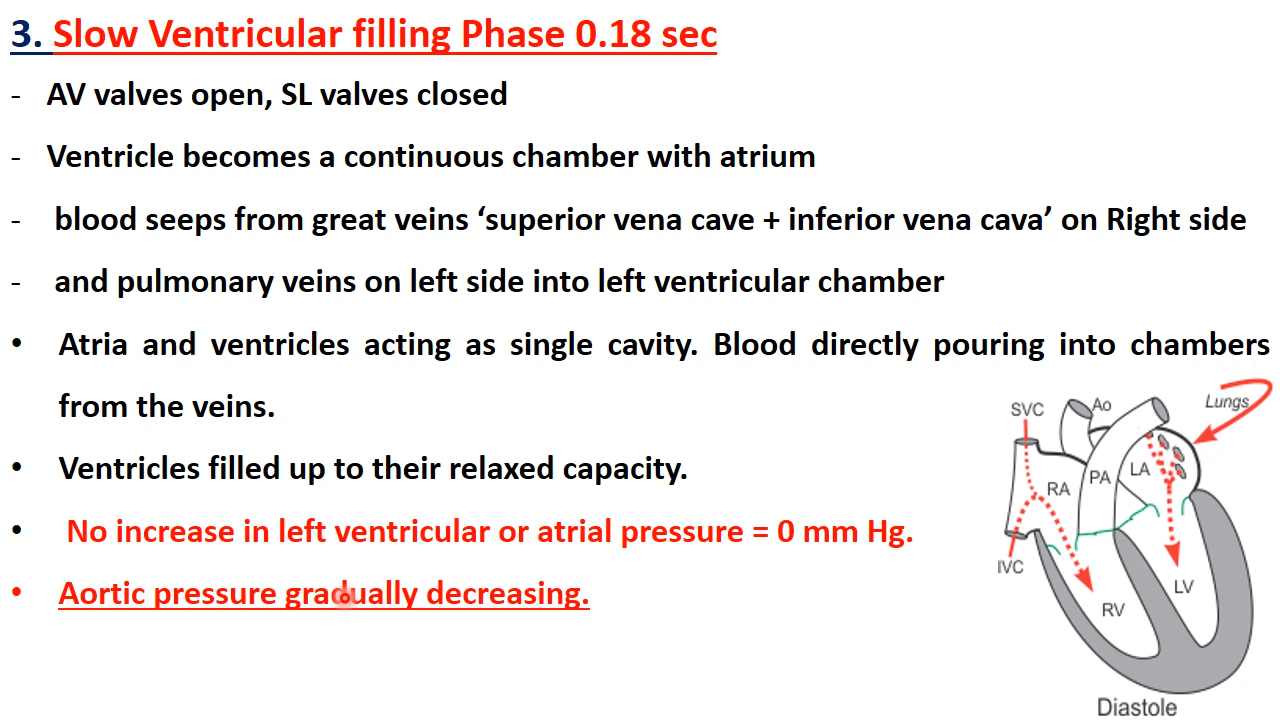 3. Slow Ventricular filling Phase 0.18 sec
- AV valves open, SL valves closed
- Ventricle becomes a continuous chamber with atrium
- blood seeps from great veins ‘superior vena cave + inferior vena cava’ on Right side
- and pulmonary veins on left side into left ventricular chamber
• Atria and ventricles acting as single cavity. Blood directly pouring into chambers
from the veins.
• Ventricles filled up to their relaxed capacity.
• No increase in left ventricular or atrial pressure = 0 mm Hg.
• Aortic pressure gradually decreasing.
SVC
Ao
Lungs
RA
PA
LA
IVC
RV
LV
Diastole